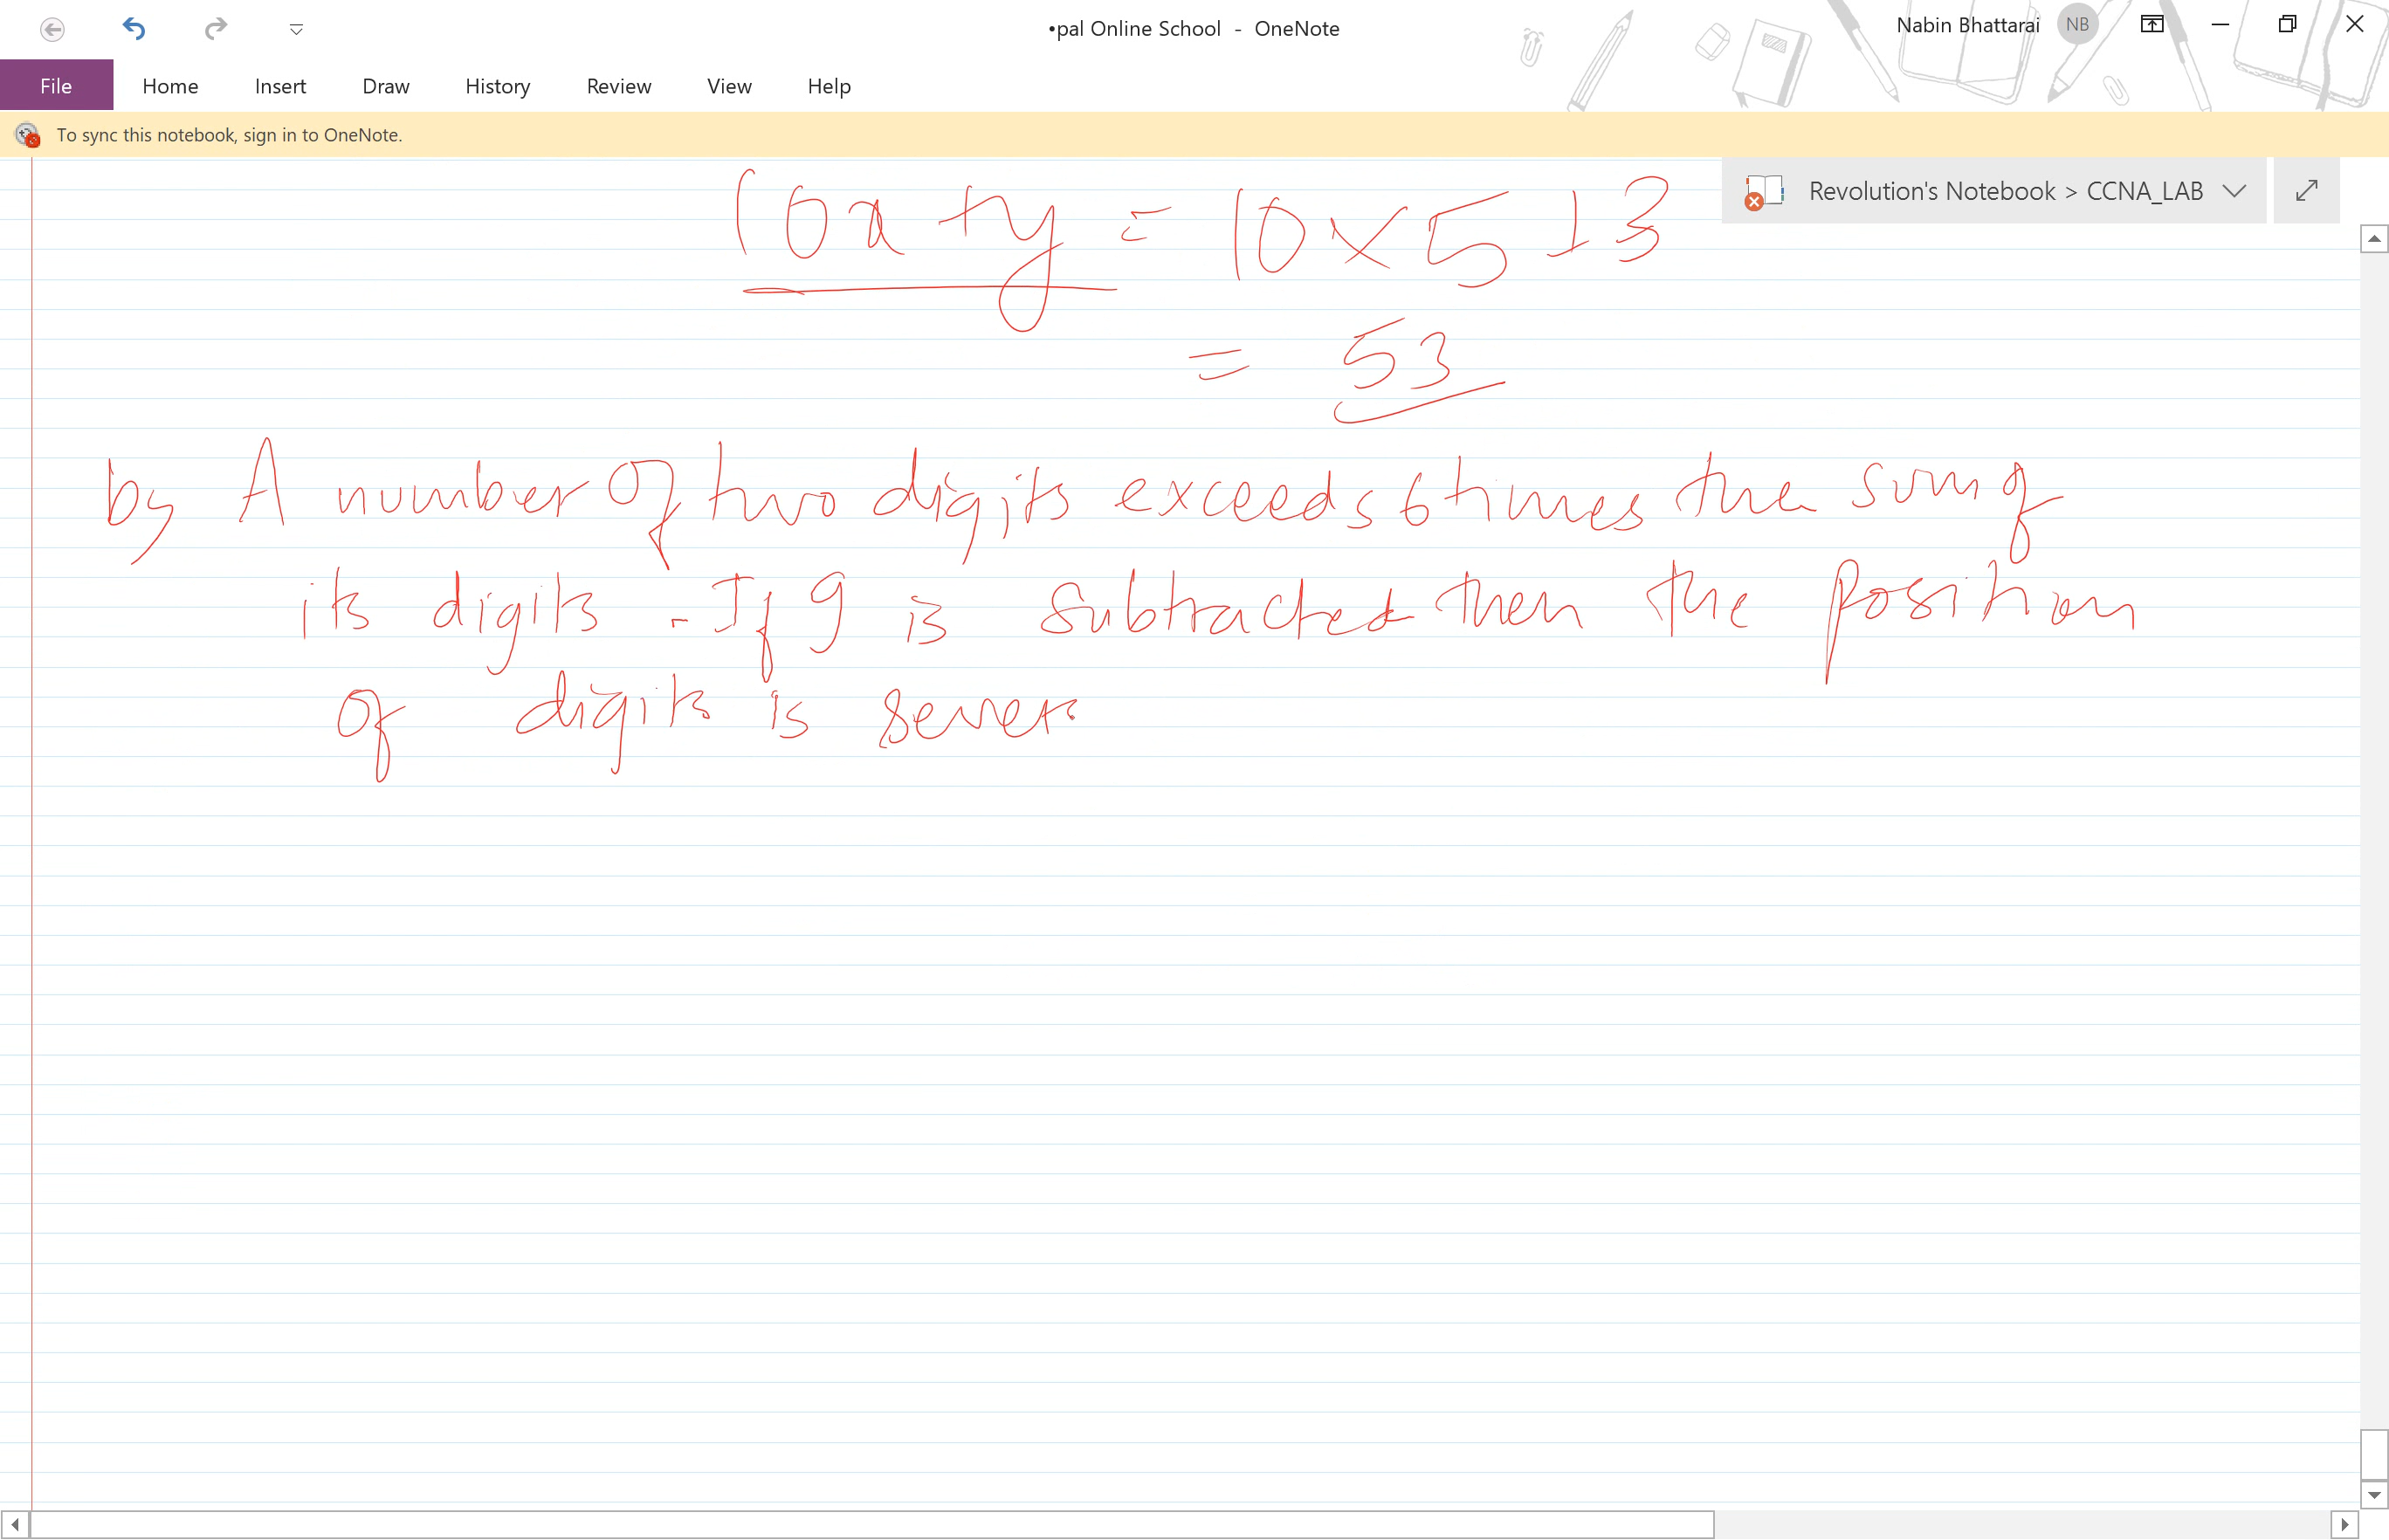 •pal Online School - OneNote
Nabin Bhattarai NB
File Home Insert Draw History Review View Help
To sync this notebook, sign in to OneNote.
Revolution's Notebook > CCNA_LAB
10x + y = 10 × 5 + 3
= 53
b) A number of two digits exceeds 6 times the sum of
its digits. If 9 is subtracted then the position
of digits is